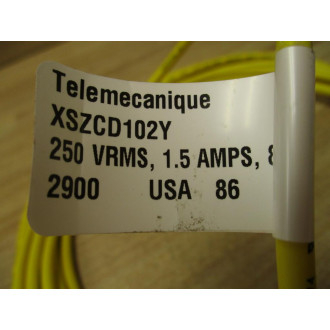 Telemecanique
XSZCD102Y
250 VRMS, 1.5 AMPS,
2900 USA 86